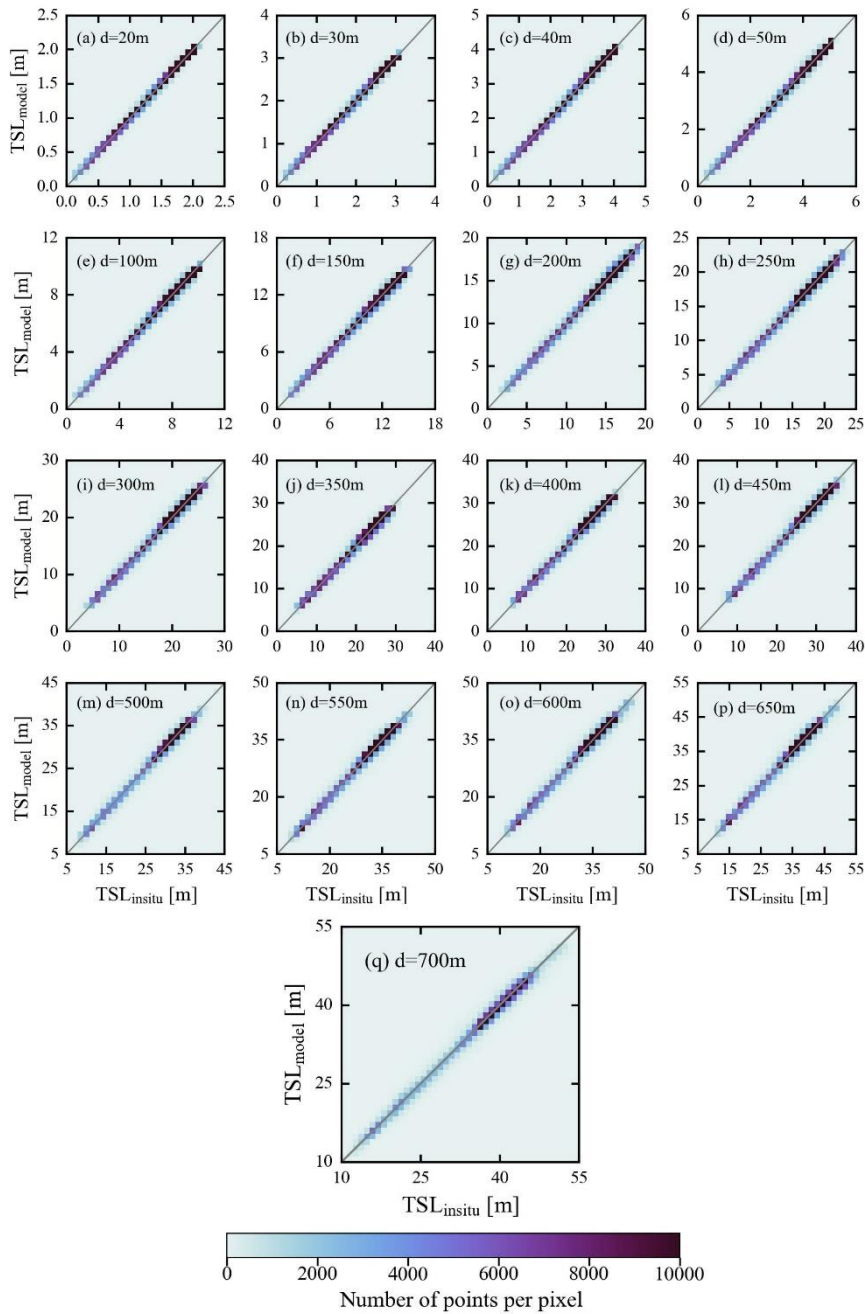 2.5 4 5 6
(a) d=20m (b) d=30m (c) d=40m (d) d=50m
2.0 4
1.5 3 3 4
TSLmodel [m]
1.0 2 2 2
0.5 1 1
0.0 0 0 0
0.0 0.5 1.0 1.5 2.0 2.5 0 1 2 3 4 0 1 2 3 4 5 0 2 4 6
12 18 20 25
(e) d=100m (f) d=150m (g) d=200m (h) d=250m
8 12 15 20
TSLmodel [m]
10 15
4 6 5 10
5
0 0 0 0
0 4 8 12 0 6 12 18 0 5 10 15 20 0 5 10 15 20 25
30 40 40 40
(i) d=300m (j) d=350m (k) d=400m (l) d=450m
20 30 30 30
TSLmodel [m]
20 20 20
10 10 10 10
0 0 0 0
0 10 20 30 0 10 20 30 40 0 10 20 30 40 0 10 20 30 40
45 50 50 55
(m) d=500m (n) d=550m (o) d=600m (p) d=650m
35 35 35 45
TSLmodel [m]
25 35
15 20 20 25
15
5 5 5 5
5 15 25 35 45 5 20 35 50 5 20 35 50 5 15 25 35 45 55
TSLinsitu [m] TSLinsitu [m] TSLinsitu [m] TSLinsitu [m]
55
(q) d=700m
40
TSLmodel [m]
25
10
10 25 40 55
TSLinsitu [m]
0 2000 4000 6000 8000 10000
Number of points per pixel